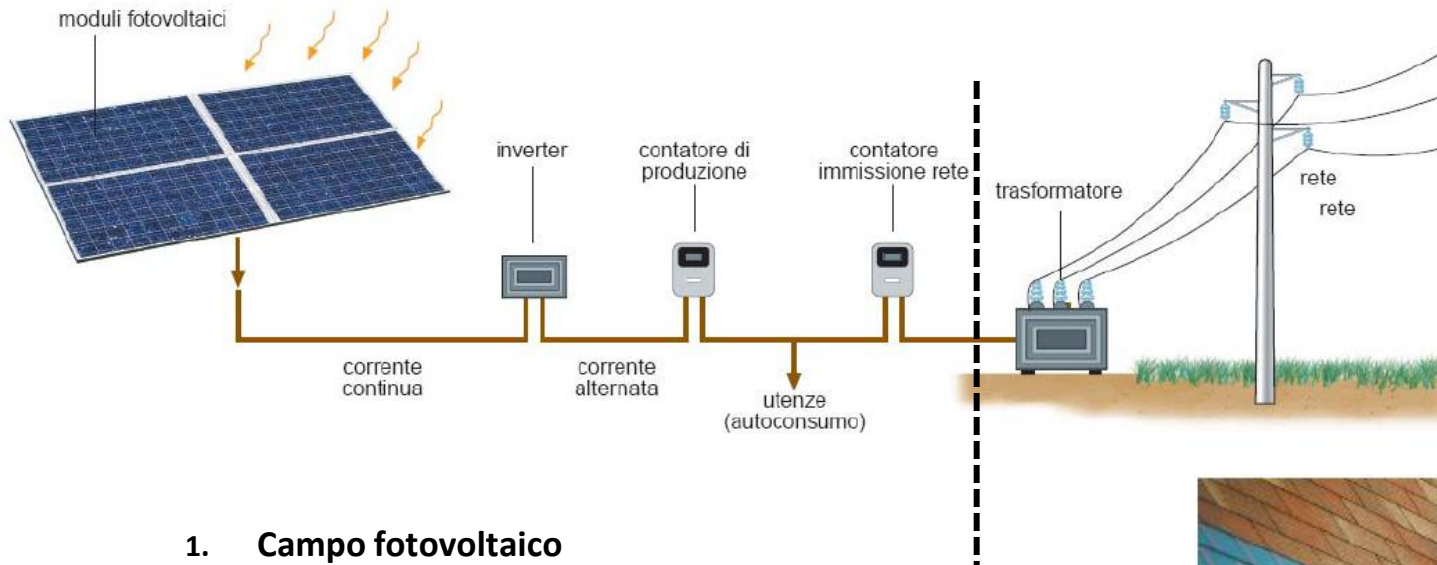 moduli fotovoltaici
inverter
contatore di
produzione
contatore
immissione rete
trasformatore
rete
rete
corrente
continua
corrente
alternata
utenze
(autoconsumo)
1. Campo fotovoltaico